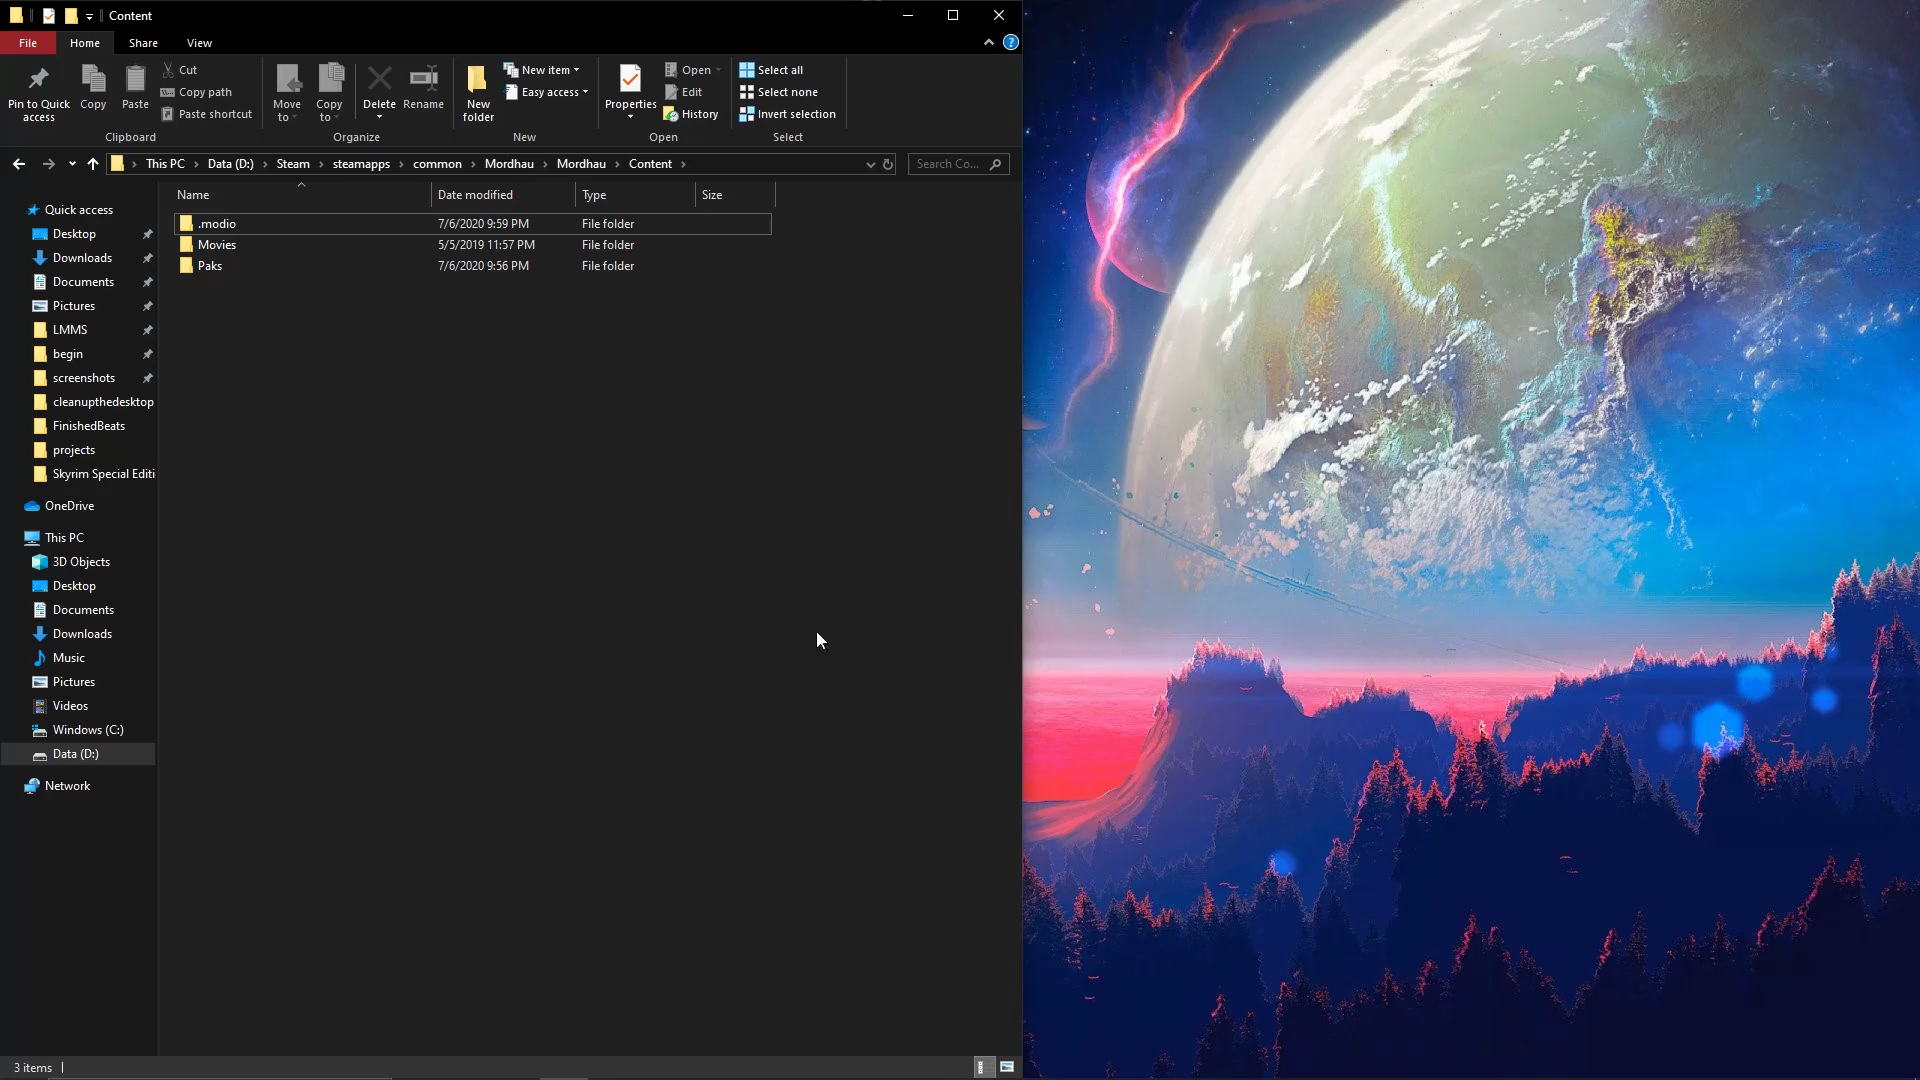 Content
File Home Share View
Pin to Quick access
Copy
Paste
Cut
Copy path
Paste shortcut
Clipboard
Move to
Copy to
Delete
Rename
Organize
New folder
New item
Easy access
New
Properties
Open
Edit
History
Open
Select all
Select none
Invert selection
Select
This PC > Data (D:) > Steam > steamapps > common > Mordhau > Mordhau > Content >
Search Co...
Name Date modified Type Size
.modio 7/6/2020 9:59 PM File folder
Movies 5/5/2019 11:57 PM File folder
Paks 7/6/2020 9:56 PM File folder
Quick access
Desktop
Downloads
Documents
Pictures
LMMS
begin
screenshots
cleanupthedesktop
FinishedBeats
projects
Skyrim Special Editi
OneDrive
This PC
3D Objects
Desktop
Documents
Downloads
Music
Pictures
Videos
Windows (C:)
Data (D:)
Network
3 items